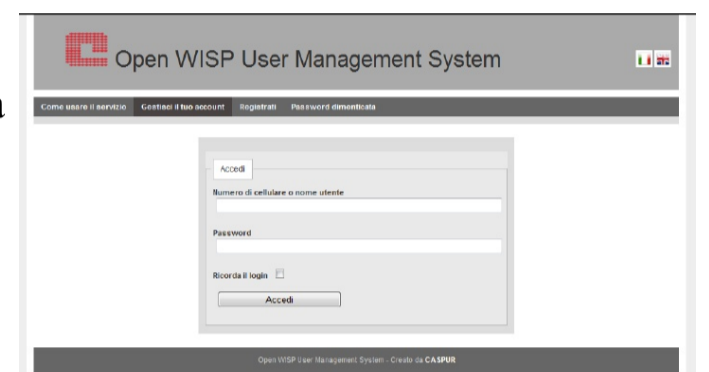 Open WISP User Management System
Come usare il servizio Gestisci il tuo account Registrati Password dimenticata
Accedi
Numero di cellulare o nome utente
Password
Ricorda il login
Accedi
Open WISP User Management System - Creato da CASPUR